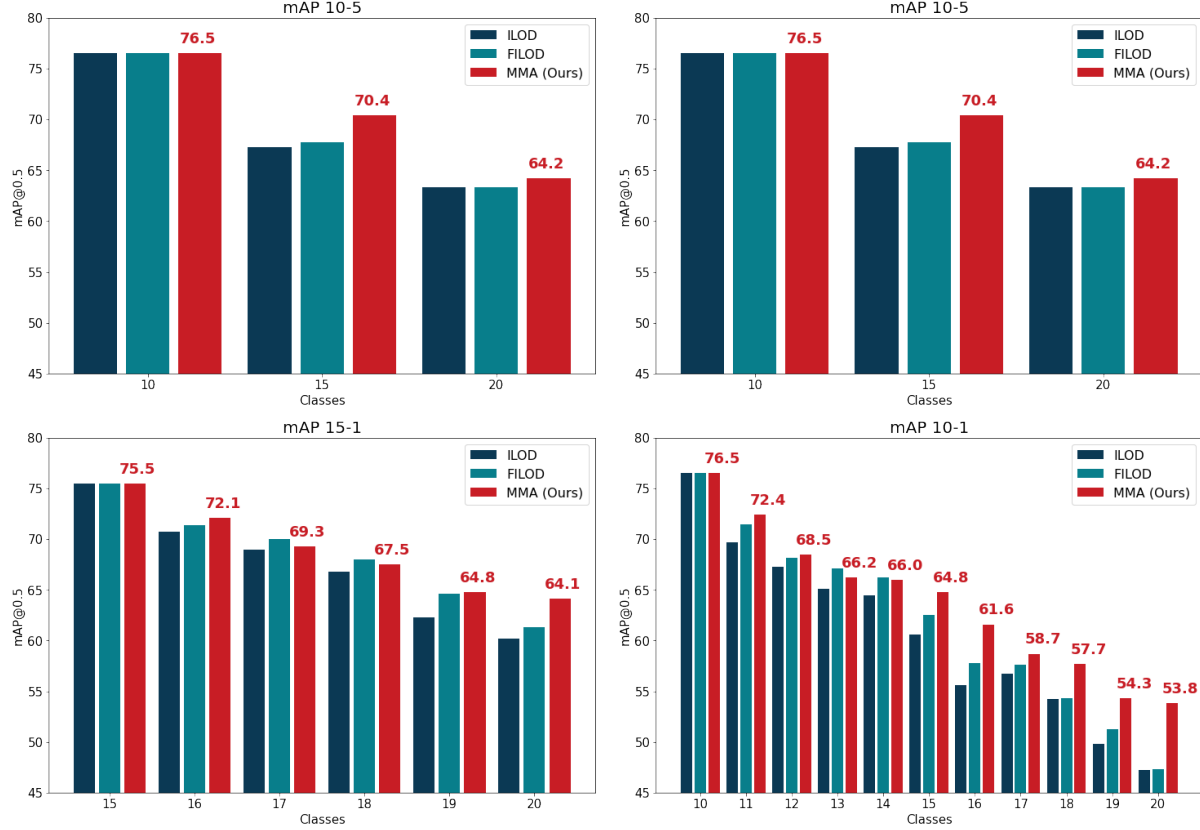 mAP 10-5
80
75
70
65
60
55
50
45
mAP@0.5
76.5
70.4
64.2
ILOD
FILOD
MMA (Ours)
10 15 20
Classes
mAP 10-5
80
75
70
65
60
55
50
45
mAP@0.5
76.5
70.4
64.2
ILOD
FILOD
MMA (Ours)
10 15 20
Classes
mAP 15-1
80
75
70
65
60
55
50
45
mAP@0.5
75.5
72.1
69.3
67.5
64.8
64.1
ILOD
FILOD
MMA (Ours)
15 16 17 18 19 20
Classes
mAP 10-1
80
75
70
65
60
55
50
45
mAP@0.5
76.5
72.4
68.5
66.2
66.0
64.8
61.6
58.7
57.7
54.3
53.8
ILOD
FILOD
MMA (Ours)
10 11 12 13 14 15 16 17 18 19 20
Classes